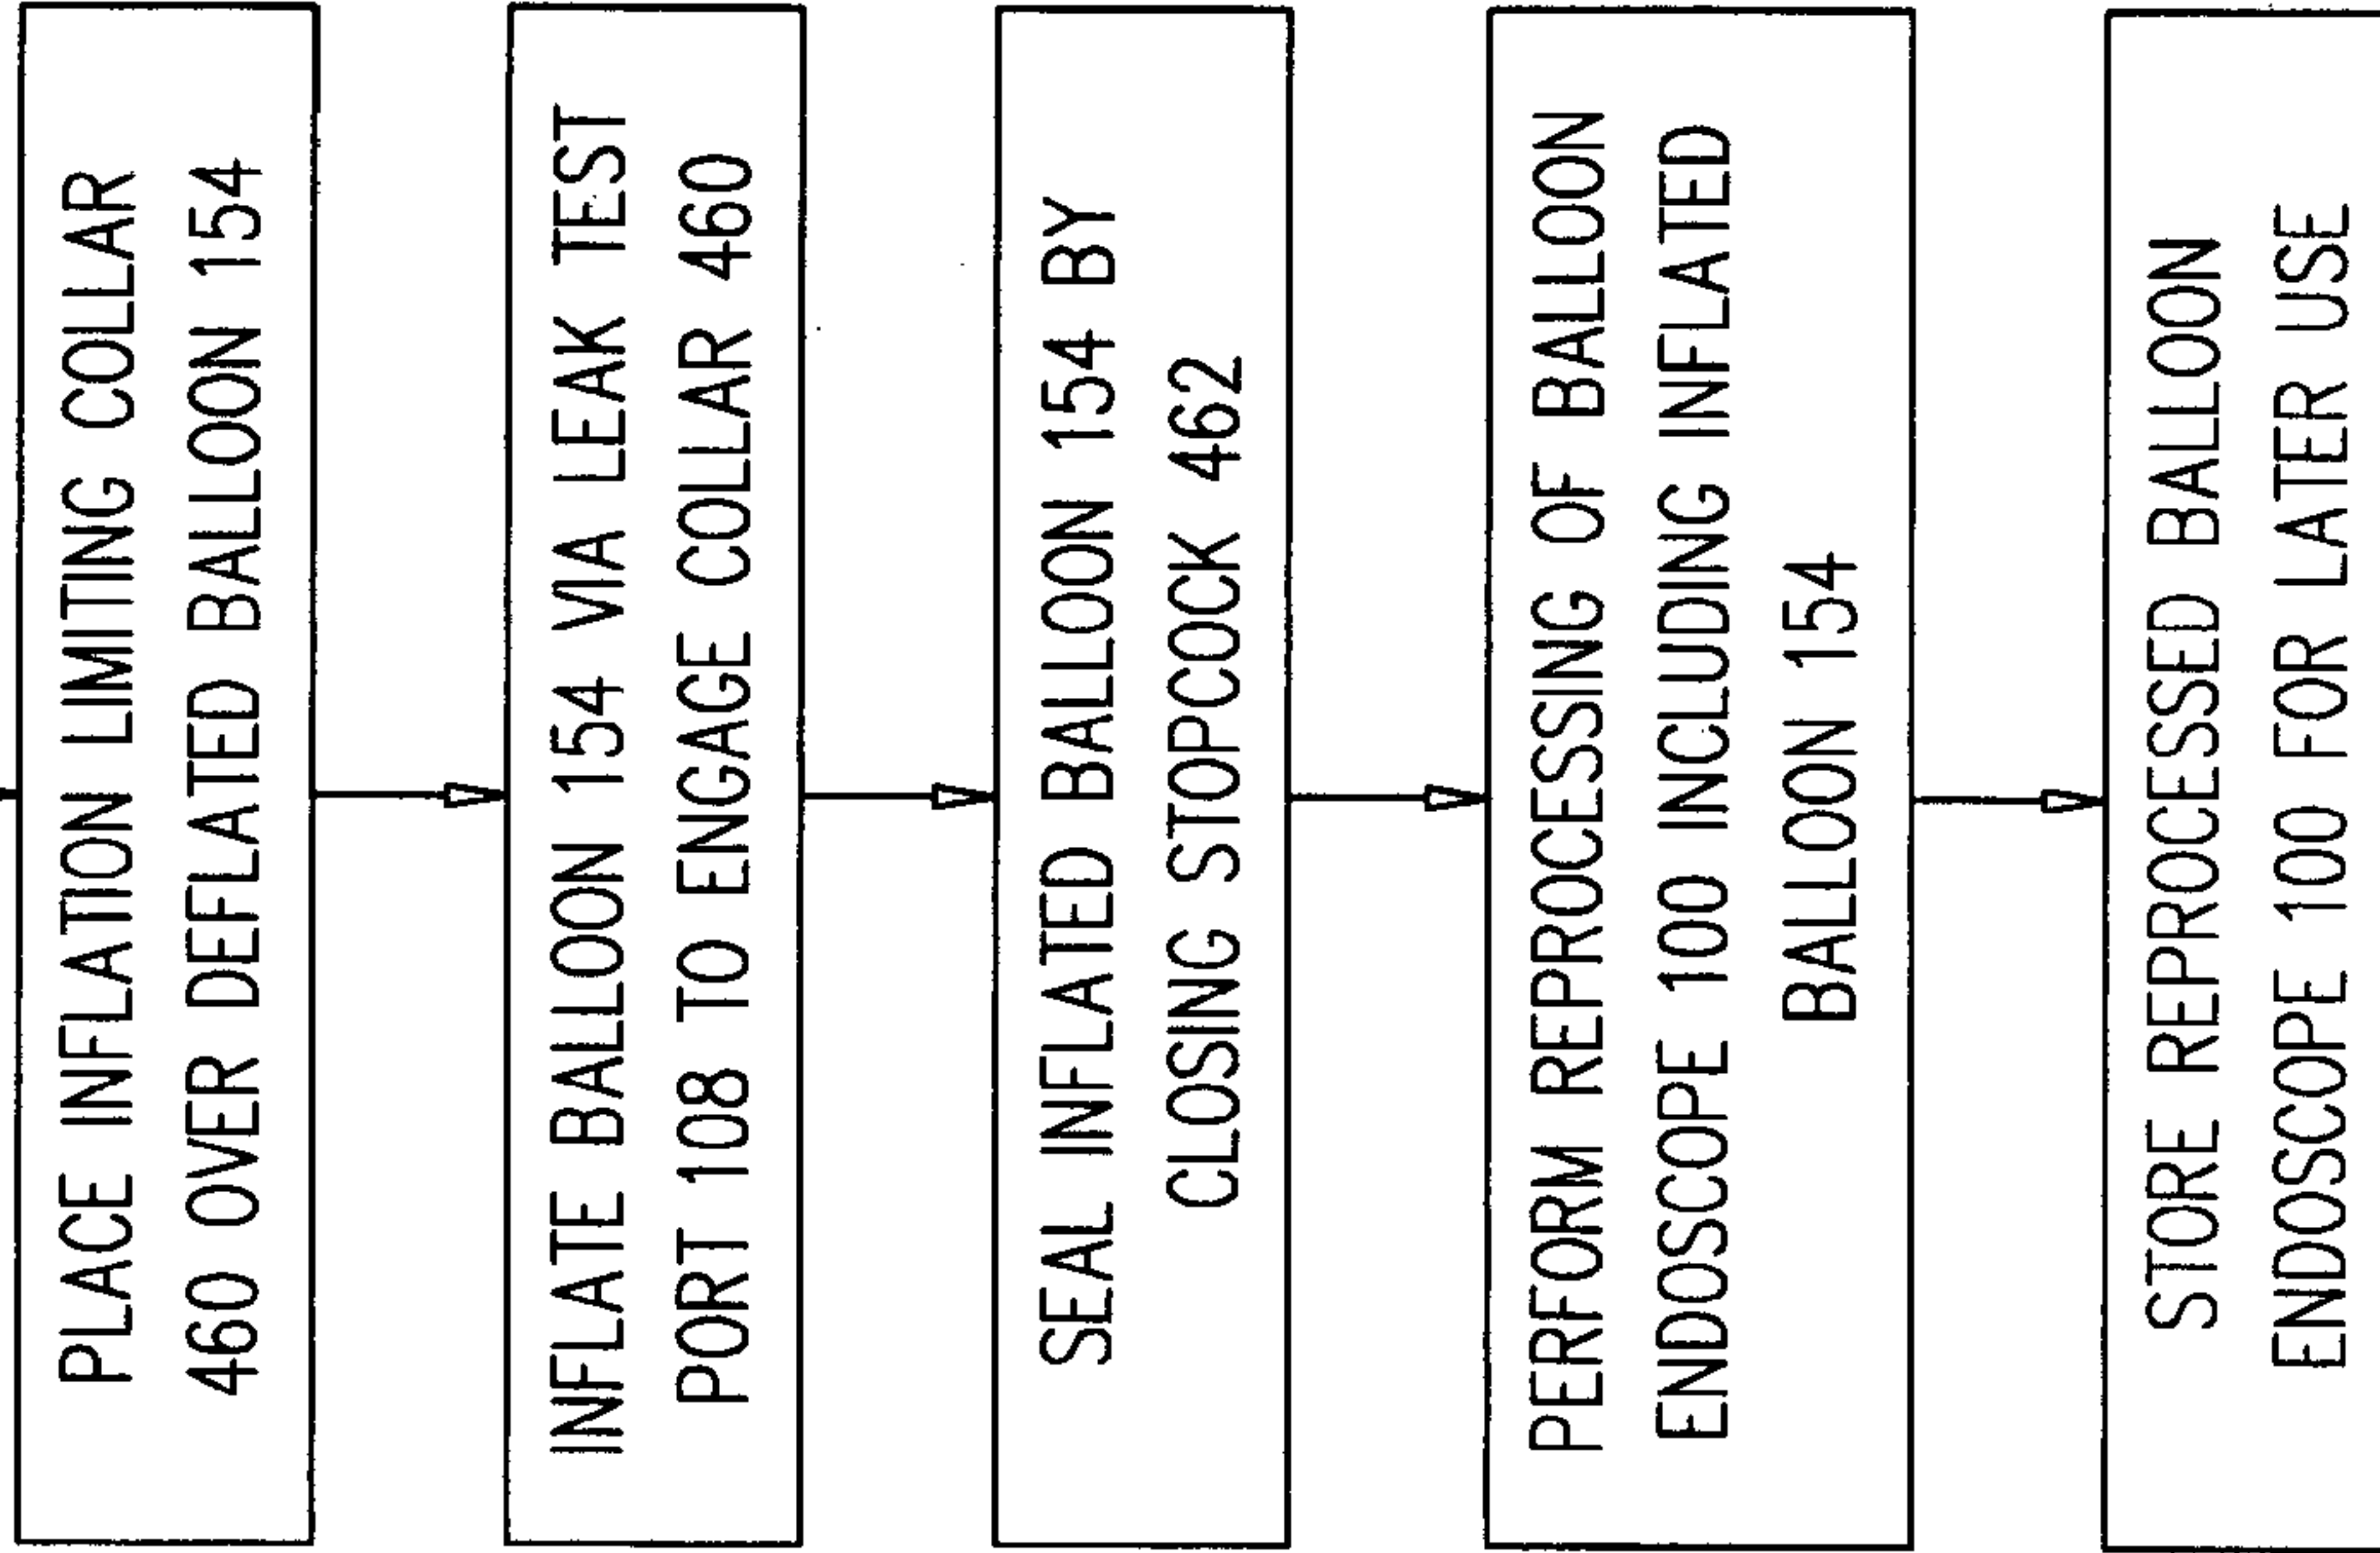 PLACE INFLATION LIMITING COLLAR
460 OVER DEFLATED BALLOON 154
INFLATE BALLOON 154 VIA LEAK TEST
PORT 108 TO ENGAGE COLLAR 460
SEAL INFLATED BALLOON 154 BY
CLOSING STOPCOCK 462
PERFORM REPROCESSING OF BALLOON
ENDOSCOPE 100 INCLUDING INFLATED
BALLOON 154
STORE REPROCESSED BALLOON
ENDOSCOPE 100 FOR LATER USE